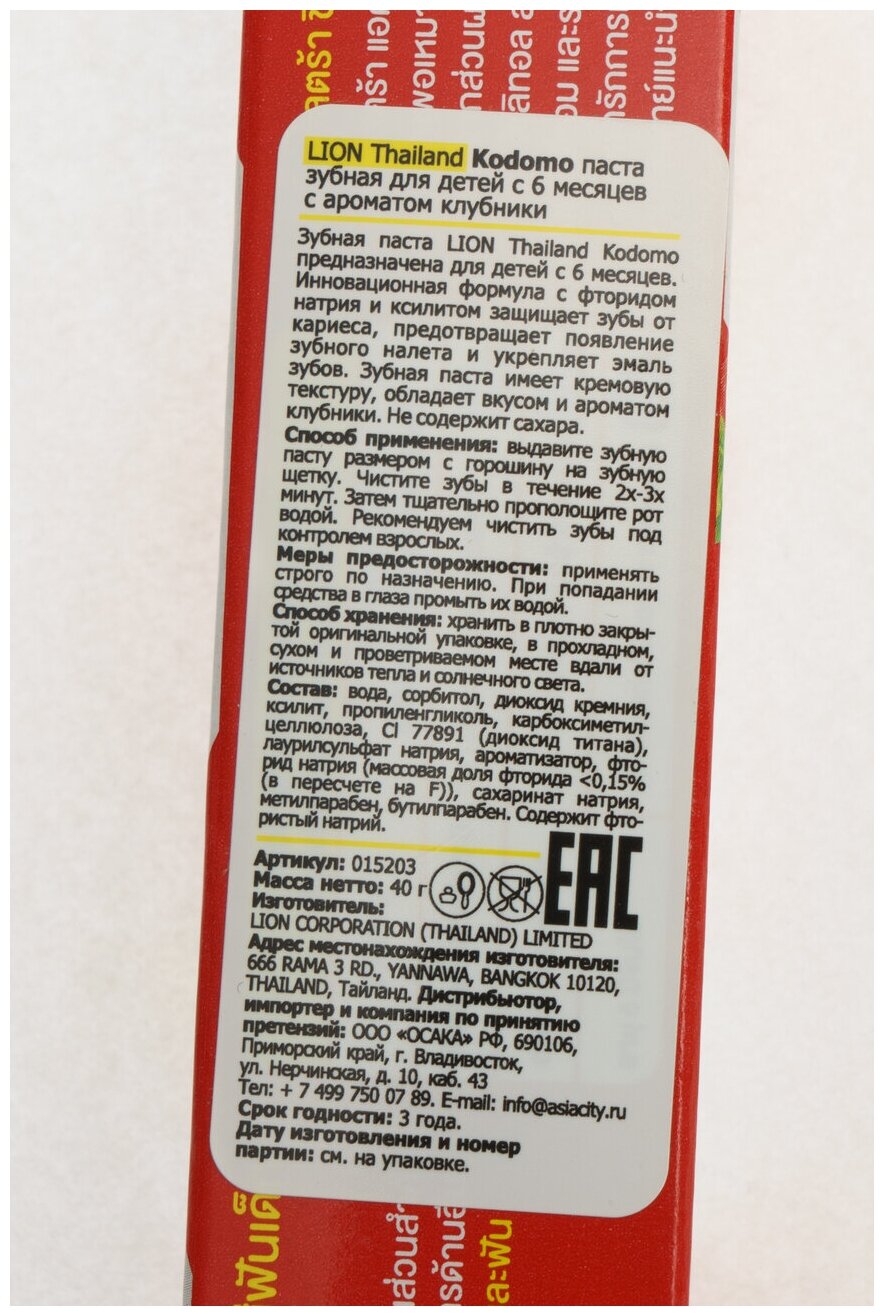 LION Thailand Kodomo паста
зубная для детей с 6 месяцев
с ароматом клубники
Зубная паста LION Thailand Kodomo
предназначена для детей с 6 месяцев.
Инновационная формула с фторидом
натрия и ксилитом защищает зубы от
кариеса, предотвращает появление
зубного налета и укрепляет эмаль
зубов. Зубная паста имеет кремовую
текстуру, обладает вкусом и ароматом
клубники. Не содержит сахара.
Способ применения: выдавите зубную
пасту размером с горошину на зубную
щетку. Чистите зубы в течение 2х-3х
минут. Затем тщательно прополощите рот
водой. Рекомендуем чистить зубы под
контролем взрослых.
Меры предосторожности: применять
строго по назначению. При попадании
средства в глаза промыть их водой.
Способ хранения: хранить в плотно закры-
той оригинальной упаковке, в прохладном,
сухом и проветриваемом месте вдали от
источников тепла и солнечного света.
Состав: вода, сорбитол, диоксид кремния,
ксилит, пропиленгликоль, карбоксиметил-
целлюлоза, CI 77891 (диоксид титана),
лаурилсульфат натрия, ароматизатор, фто-
рид натрия (массовая доля фторида <0,15%
(в пересчете на F)), сахаринат натрия,
метилпарабен, бутилпарабен. Содержит фто-
ристый натрий.
Артикул: 015203
Масса нетто: 40 г
EAC
Изготовитель:
LION CORPORATION (THAILAND) LIMITED
Адрес местонахождения изготовителя:
666 RAMA 3 RD., YANNAWA, BANGKOK 10120,
THAILAND, Тайланд. Дистрибьютор,
импортер и компания по принятию
претензий: ООО «ОСАКА» РФ, 690106,
Приморский край, г. Владивосток,
ул. Нерчинская, д. 10, каб. 43
Тел: + 7 499 750 07 89. E-mail: info@asiacity.ru
Срок годности: 3 года.
Дату изготовления и номер
партии: см. на упаковке.